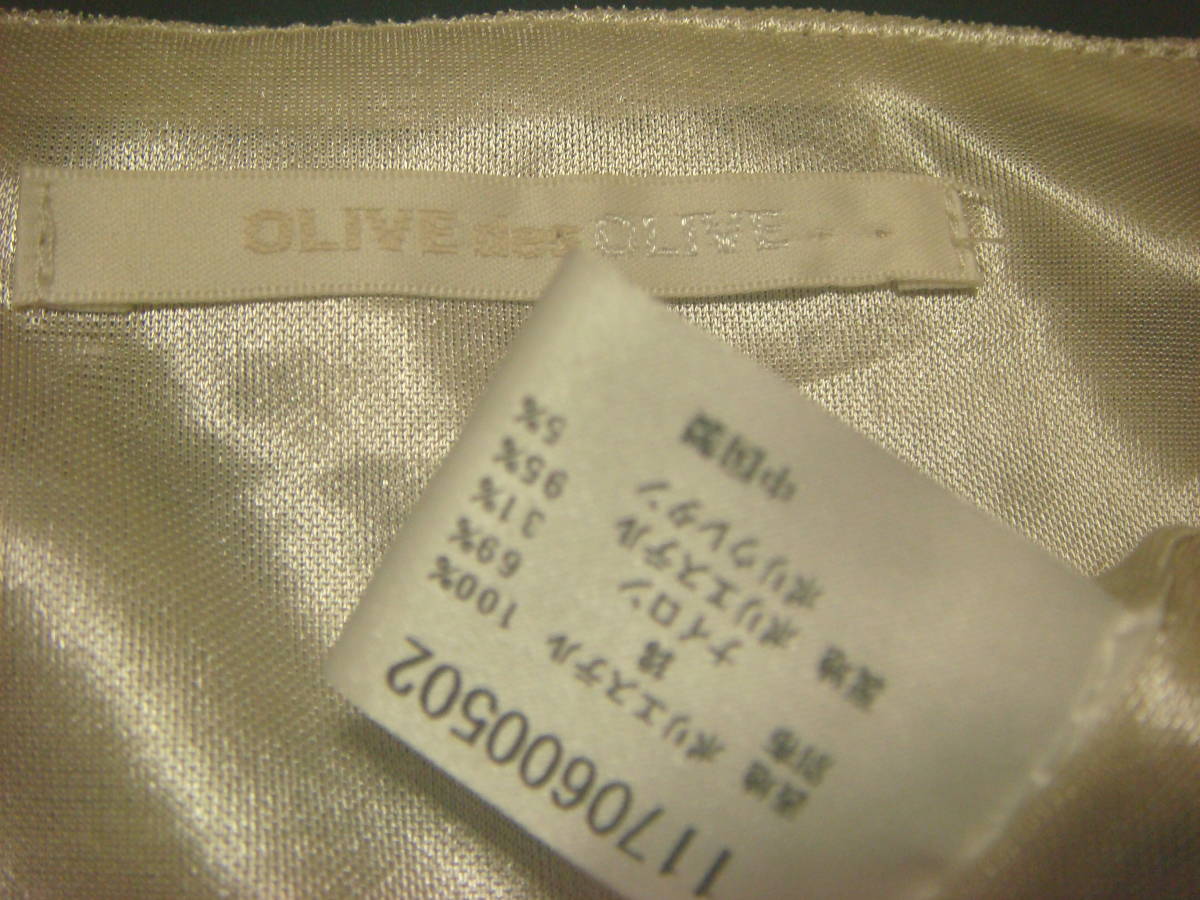 OLIVE des OLIVE
1170600502
表地 ポリエステル 100%
別布
綿 69%
ナイロン 31%
裏地 ポリエステル 95%
ポリウレタン 5%
中国製